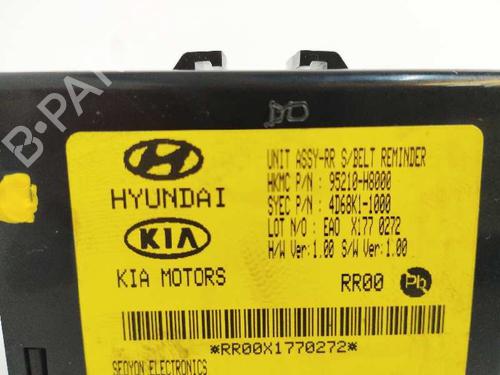 UNIT ASSY-RR S/BELT REMINDER
HKMC P/N : 95210-H8000
SYEC P/N : 4D68K1-1000
LOT N/O : EA0 X177 0272
H/W Ver:1.00 S/W Ver:1.00
HYUNDAI
KIA
KIA MOTORS
RR00
Pb
*RR00X1770272*
SEOYON ELECTRONICS
B-PARTS